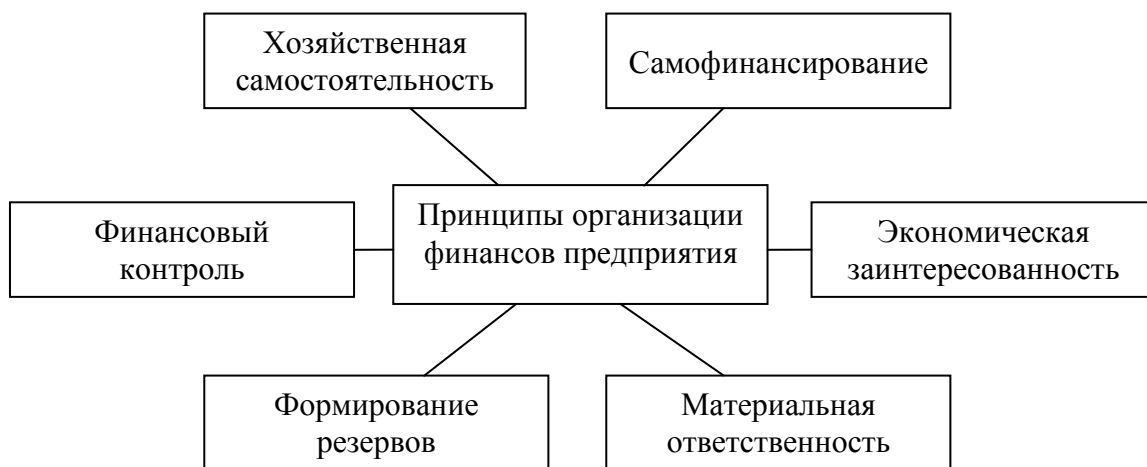 Хозяйственная
самостоятельность
Самофинансирование
Принципы организации
финансов предприятия
Финансовый
контроль
Экономическая
заинтересованность
Формирование
резервов
Материальная
ответственность